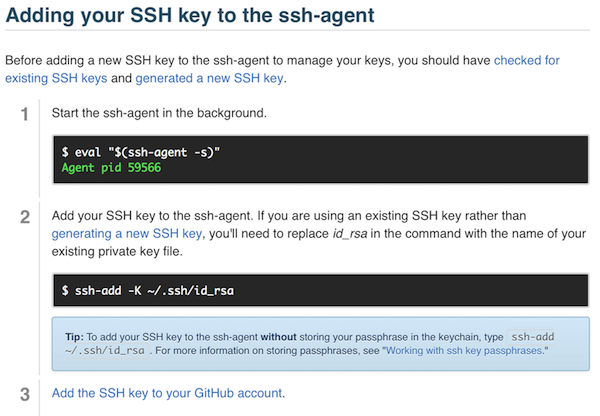 Adding your SSH key to the ssh-agent
Before adding a new SSH key to the ssh-agent to manage your keys, you should have checked for
existing SSH keys and generated a new SSH key.
1
Start the ssh-agent in the background.
$ eval "$(ssh-agent -s)"
Agent pid 59566
2
Add your SSH key to the ssh-agent. If you are using an existing SSH key rather than
generating a new SSH key, you'll need to replace id_rsa in the command with the name of your
existing private key file.
$ ssh-add -K ~/.ssh/id_rsa
Tip: To add your SSH key to the ssh-agent without storing your passphrase in the keychain, type ssh-add
~/.ssh/id_rsa . For more information on storing passphrases, see "Working with ssh key passphrases."
3
Add the SSH key to your GitHub account.